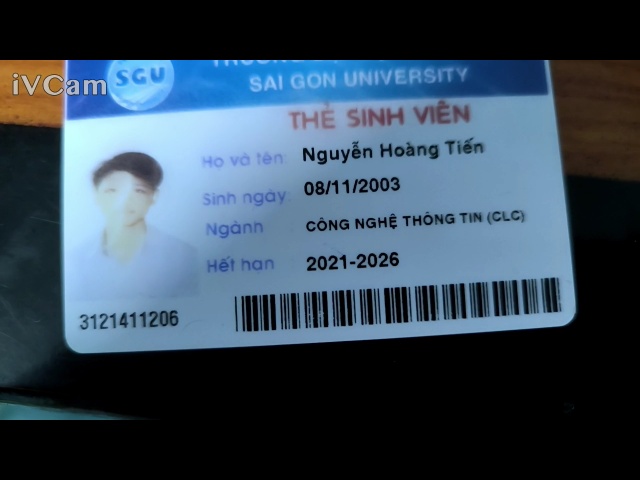 iVCam
SGU
SAI GON UNIVERSITY
THẺ SINH VIÊN
Họ và tên: Nguyễn Hoàng Tiến
Sinh ngày: 08/11/2003
Ngành CÔNG NGHỆ THÔNG TIN (CLC)
Hết hạn 2021-2026
3121411206